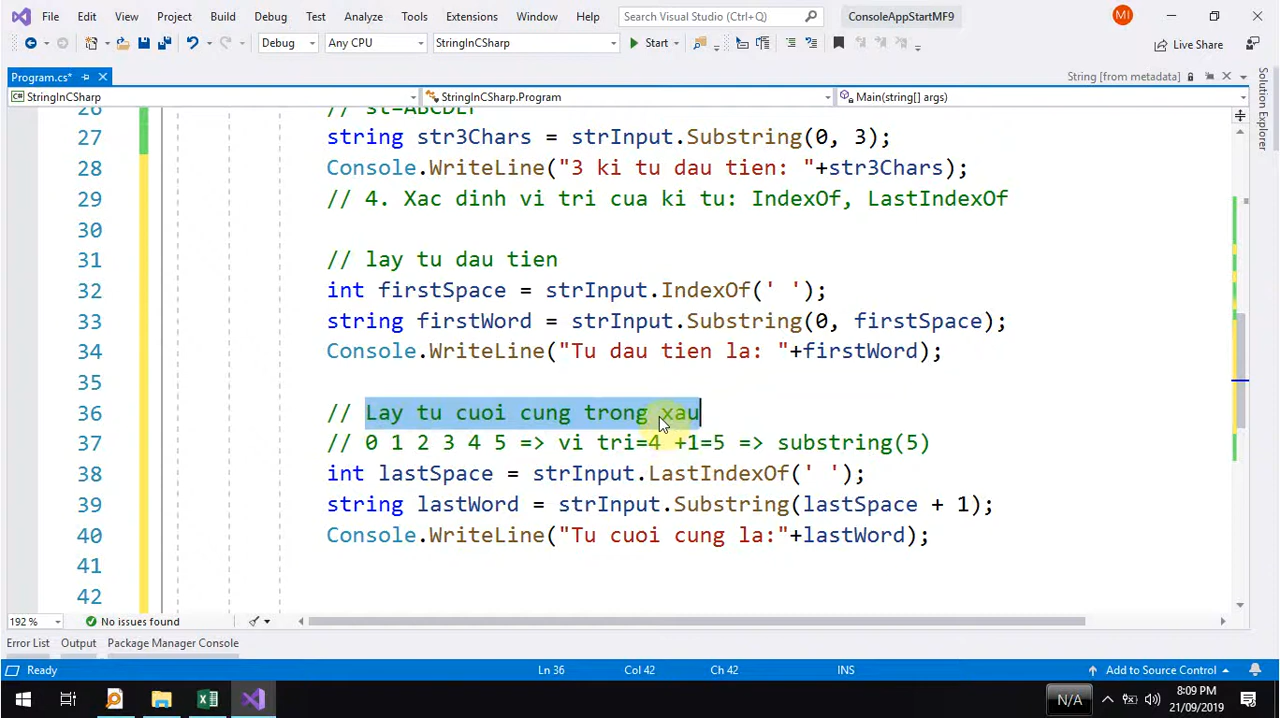 File Edit View Project Build Debug Test Analyze Tools Extensions Window Help Search Visual Studio (Ctrl+Q) ConsoleAppStartMF9 MI
Debug Any CPU StringInCSharp Start Live Share
Program.cs* String [from metadata]
StringInCSharp StringInCSharp.Program Main(string[] args)
Solution Explorer
26 // st=ABCDEF
27 string str3Chars = strInput.Substring(0, 3);
28 Console.WriteLine("3 ki tu dau tien: "+str3Chars);
29 // 4. Xac dinh vi tri cua ki tu: IndexOf, LastIndexOf
30
31 // lay tu dau tien
32 int firstSpace = strInput.IndexOf(' ');
33 string firstWord = strInput.Substring(0, firstSpace);
34 Console.WriteLine("Tu dau tien la: "+firstWord);
35
36 // Lay tu cuoi cung trong xau
37 // 0 1 2 3 4 5 => vi tri=4 +1=5 => substring(5)
38 int lastSpace = strInput.LastIndexOf(' ');
39 string lastWord = strInput.Substring(lastSpace + 1);
40 Console.WriteLine("Tu cuoi cung la:"+lastWord);
41
42
192 % No issues found
Error List Output Package Manager Console
Ready Ln 36 Col 42 Ch 42 INS Add to Source Control
N/A 8:09 PM
21/09/2019